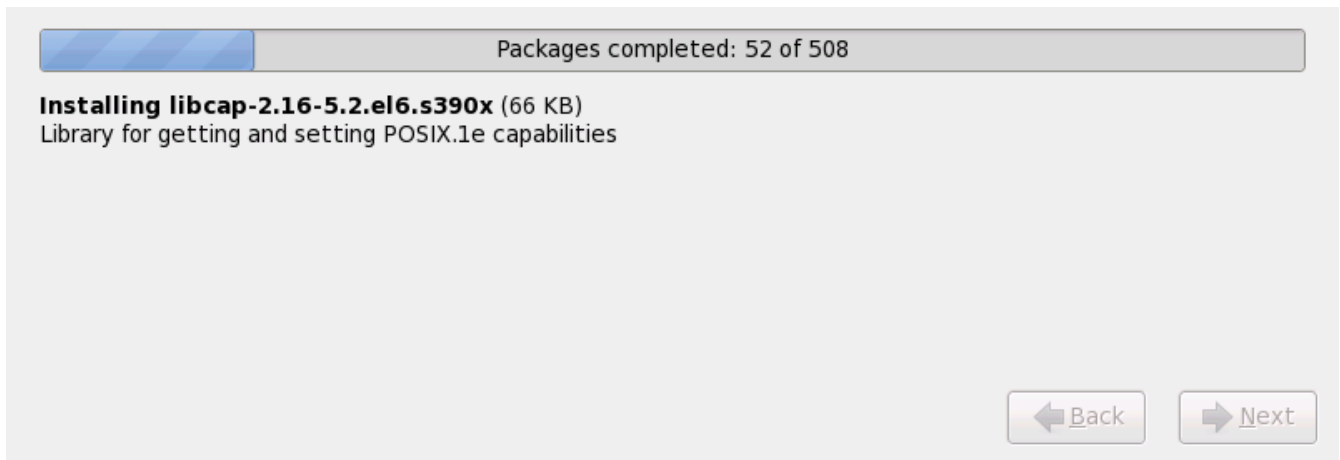 Packages completed: 52 of 508
Installing libcap-2.16-5.2.el6.s390x (66 KB)
Library for getting and setting POSIX.1e capabilities
Back
Next